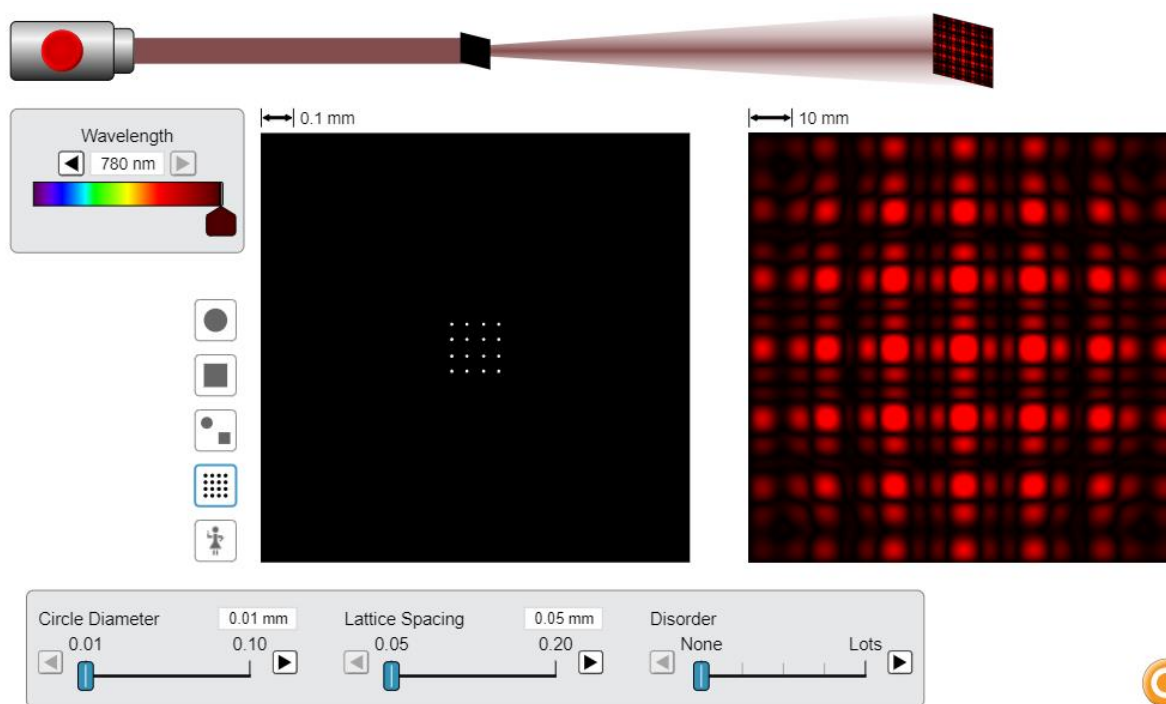 0.1 mm
10 mm
Wavelength
780 nm
Circle Diameter 0.01 mm Lattice Spacing 0.05 mm Disorder
0.01 0.10 0.05 0.20 None Lots